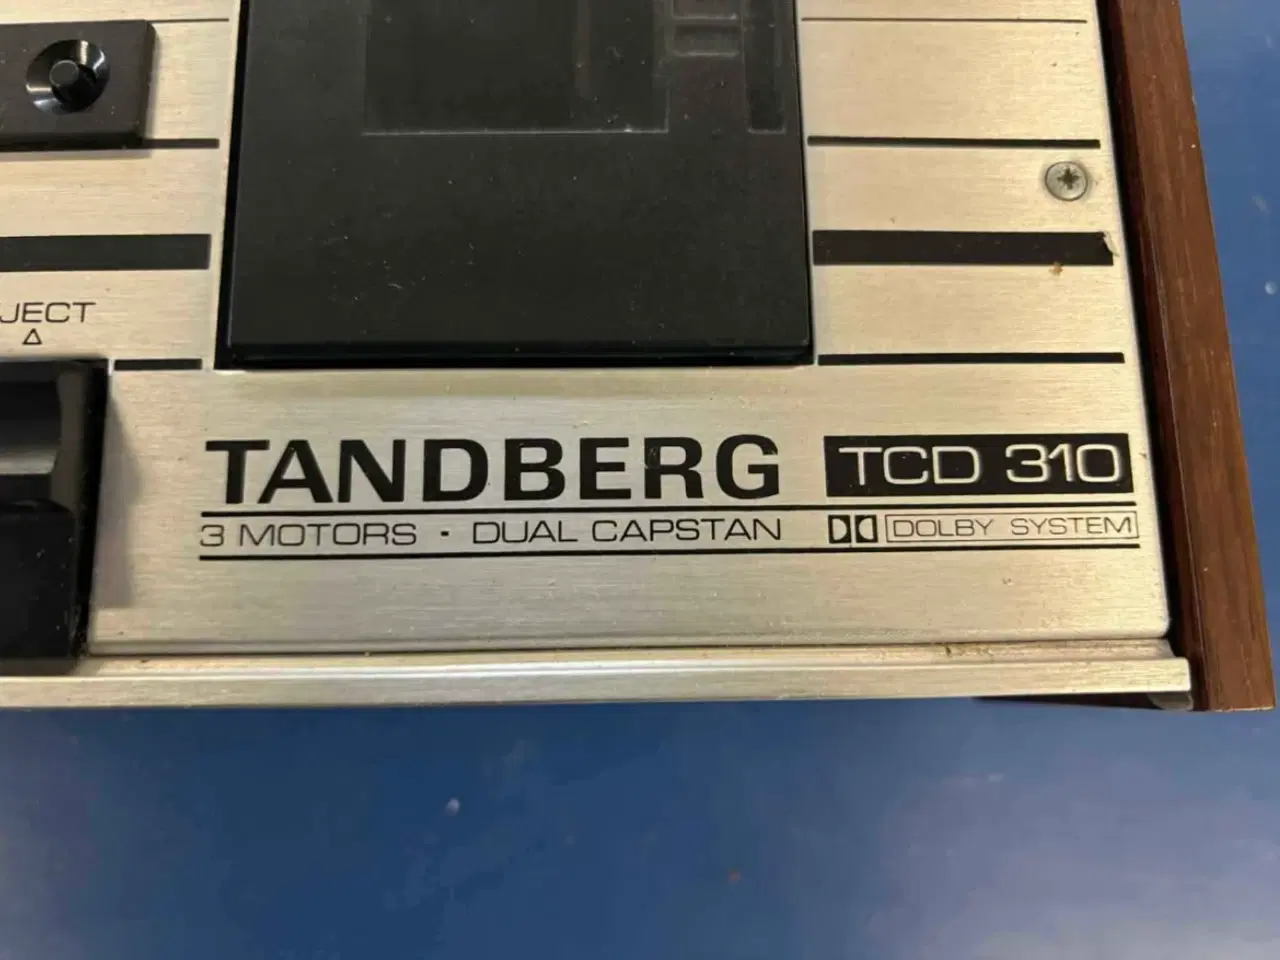 JECT
TANDBERG TCD 310
3 MOTORS · DUAL CAPSTAN DOLBY SYSTEM